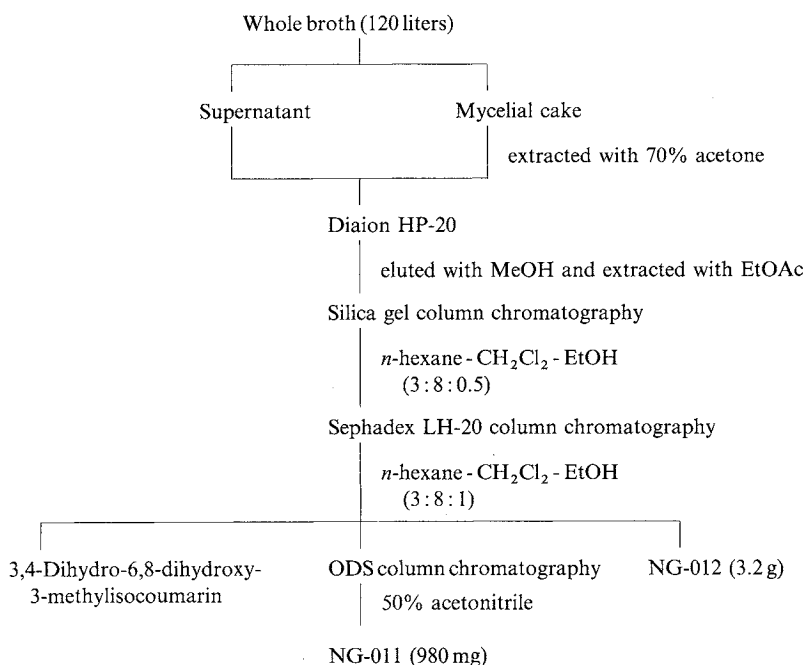 Whole broth (120 liters)
Supernatant
Mycelial cake
extracted with 70% acetone
Diaion HP-20
eluted with MeOH and extracted with EtOAc
Silica gel column chromatography
n-hexane-CH₂Cl₂-EtOH
(3:8:0.5)
Sephadex LH-20 column chromatography
n-hexane-CH₂Cl₂-EtOH
(3:8:1)
3,4-Dihydro-6,8-dihydroxy-
3-methylisocoumarin
ODS column chromatography
50% acetonitrile
NG-012 (3.2 g)
NG-011 (980 mg)